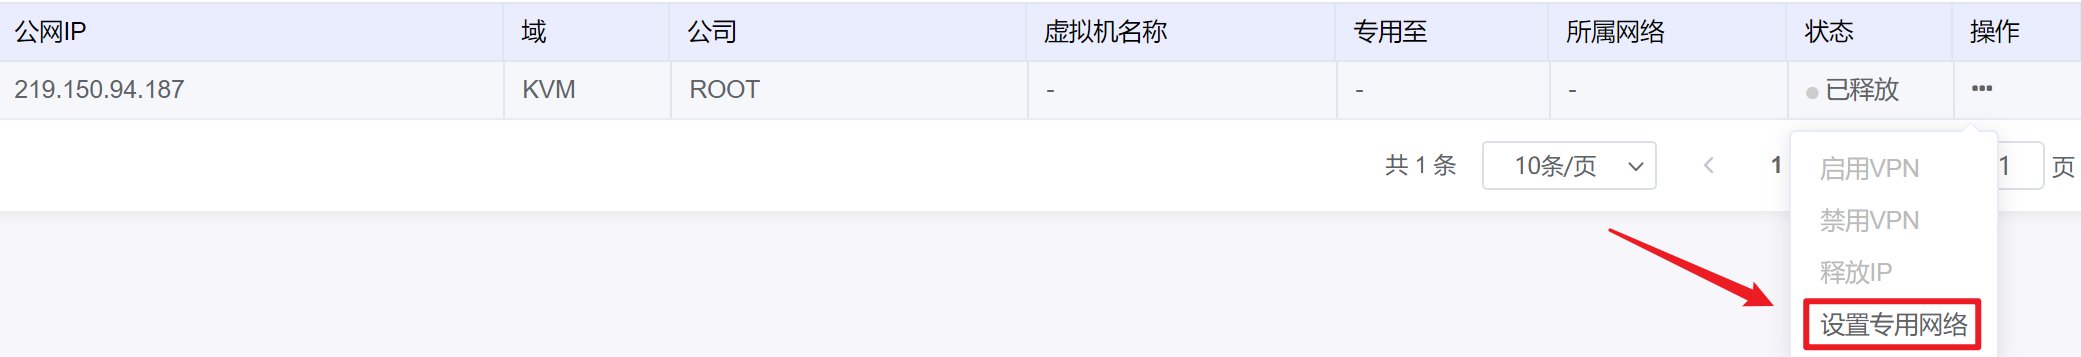 公网IP 域 公司 虚拟机名称 专用至 所属网络 状态 操作
219.150.94.187 KVM ROOT - - - 已释放 •••
共 1 条 10条/页 < 1 1 页
启用VPN
禁用VPN
释放IP
设置专用网络